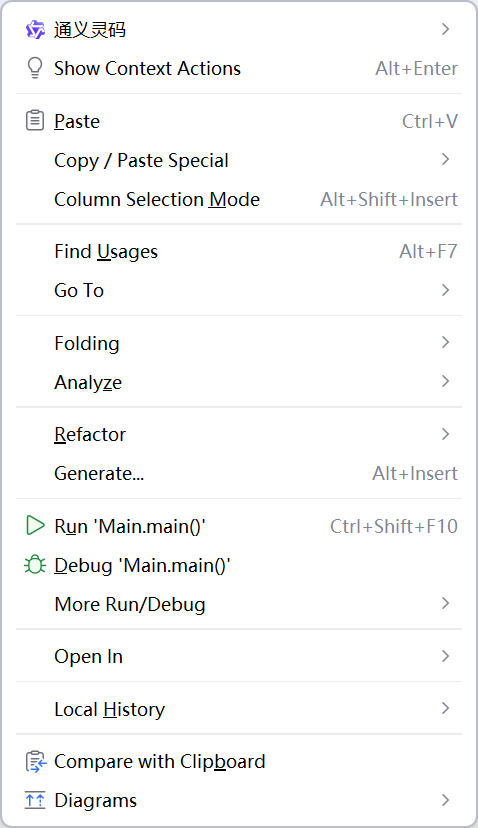 通义灵码
Show Context Actions Alt+Enter
Paste Ctrl+V
Copy / Paste Special
Column Selection Mode Alt+Shift+Insert
Find Usages Alt+F7
Go To
Folding
Analyze
Refactor
Generate... Alt+Insert
Run 'Main.main()' Ctrl+Shift+F10
Debug 'Main.main()'
More Run/Debug
Open In
Local History
Compare with Clipboard
Diagrams